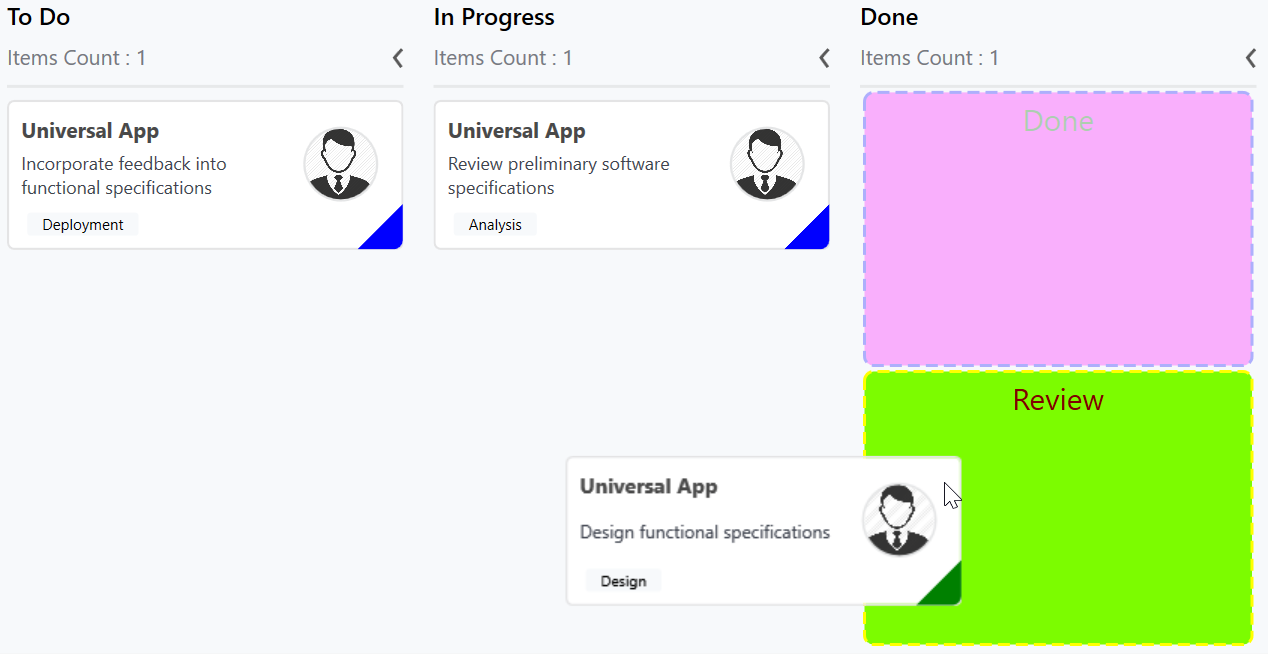 To Do
Items Count : 1
Universal App
Incorporate feedback into
functional specifications
Deployment
In Progress
Items Count : 1
Universal App
Review preliminary software
specifications
Analysis
Done
Items Count : 1
Done
Review
Universal App
Design functional specifications
Design